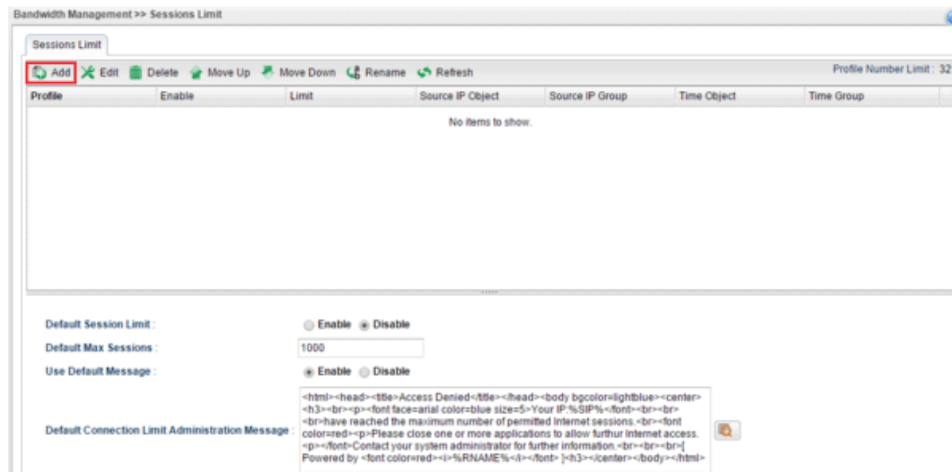 Bandwidth Management >> Sessions Limit
Sessions Limit
Add Edit Delete Move Up Move Down Rename Refresh Profile Number Limit : 32
Profile Enable Limit Source IP Object Source IP Group Time Object Time Group
No items to show.
Default Session Limit : Enable Disable
Default Max Sessions : 1000
Use Default Message : Enable Disable
Default Connection Limit Administration Message :
<html><head><title>Access Denied</title></head><body bgcolor=lightblue><center>
<h3><br><p><font face=arial color=blue size=5>Your IP:%SIP%</font><br><br>
<br>have reached the maximum number of permitted Internet sessions.<br><font
color=red><p>Please close one or more applications to allow furthur Internet access.
<p></font>Contact your system administrator for further information.<br><br><br>[
Powered by <font color=red><i>%RNAME%</i></font> ]<h3></center></body></html>